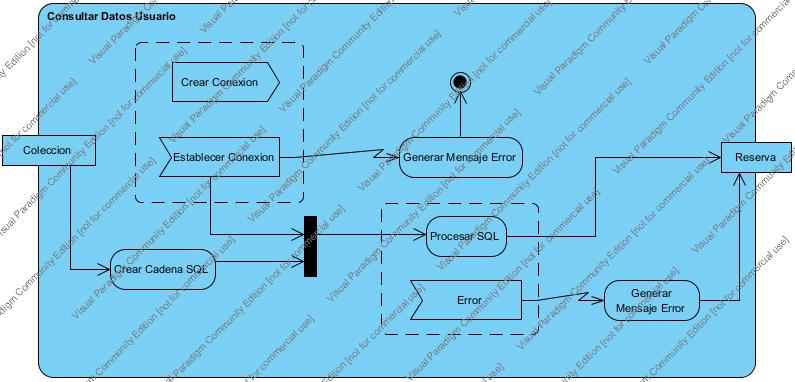 Consultar Datos Usuario
Crear Conexion
Coleccion
Establecer Conexion
Generar Mensaje Error
Reserva
Procesar SQL
Crear Cadena SQL
Error
Generar
Mensaje Error
Visual Paradigm Community Edition [not for commercial use]